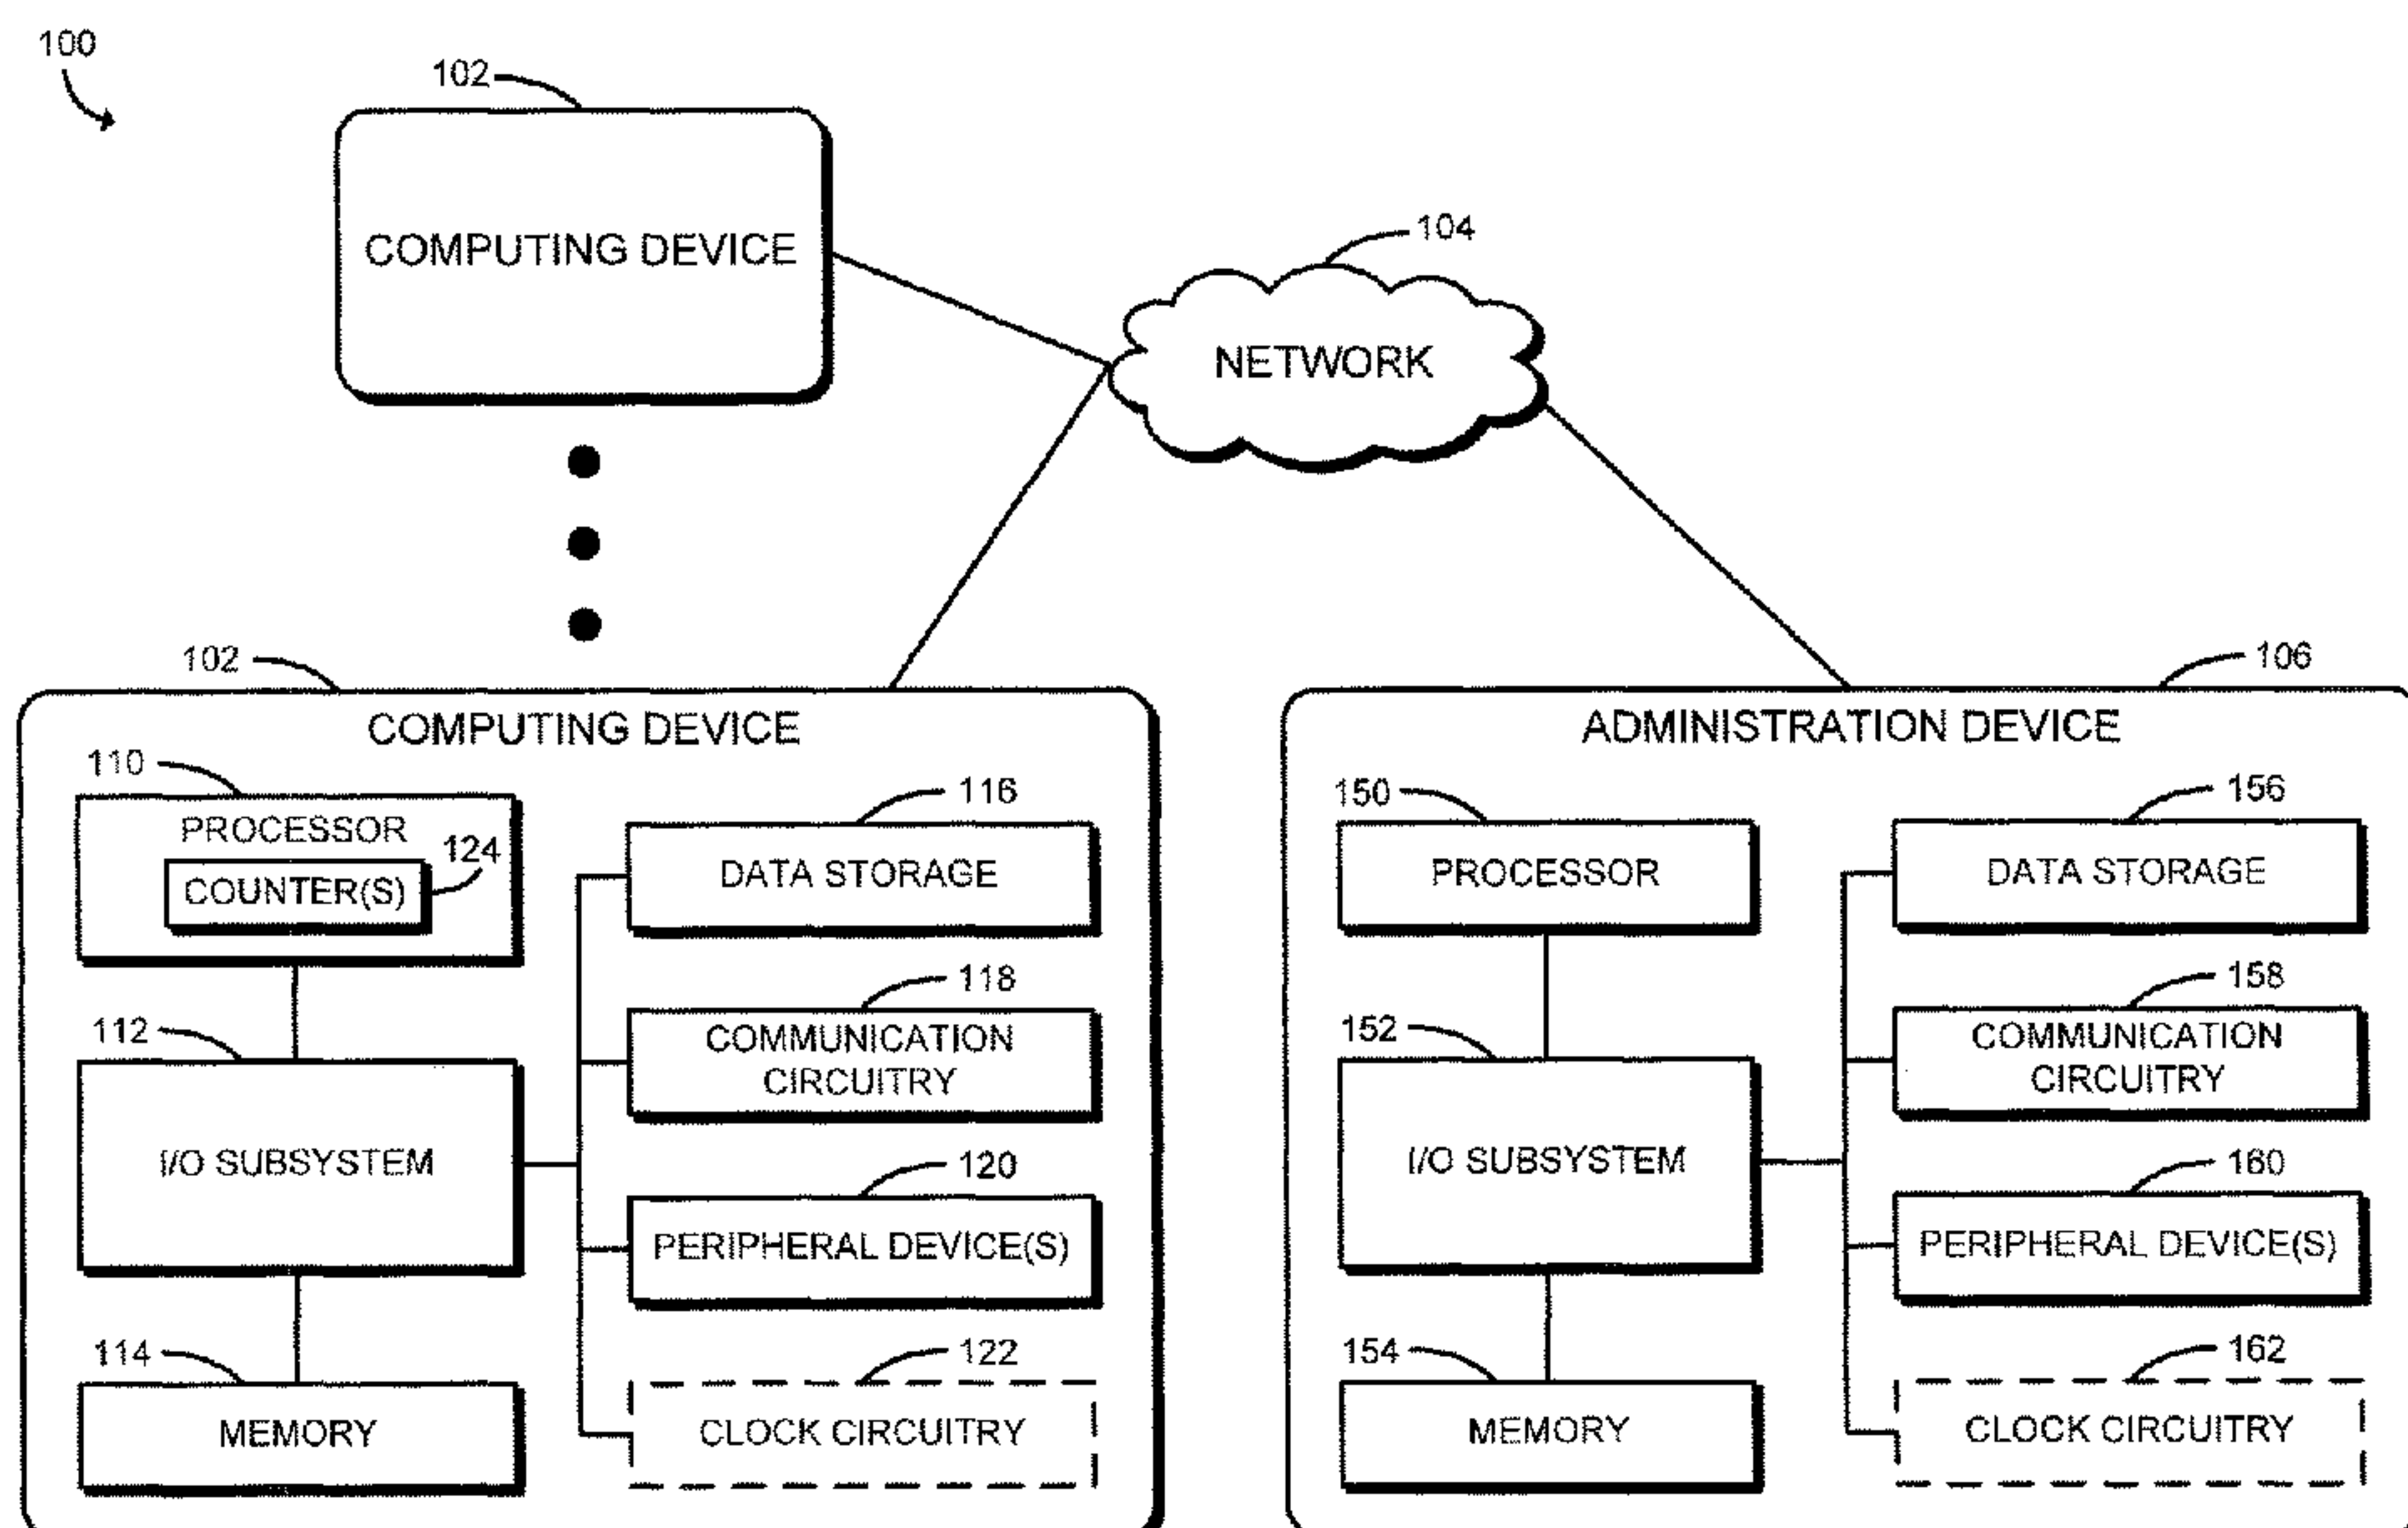 100
102
COMPUTING DEVICE
104
NETWORK
102
COMPUTING DEVICE
110
PROCESSOR
COUNTER(S)
124
116
DATA STORAGE
118
COMMUNICATION
CIRCUITRY
112
I/O SUBSYSTEM
120
PERIPHERAL DEVICE(S)
114
MEMORY
122
CLOCK CIRCUITRY
106
ADMINISTRATION DEVICE
150
PROCESSOR
156
DATA STORAGE
158
COMMUNICATION
CIRCUITRY
152
I/O SUBSYSTEM
160
PERIPHERAL DEVICE(S)
154
MEMORY
162
CLOCK CIRCUITRY